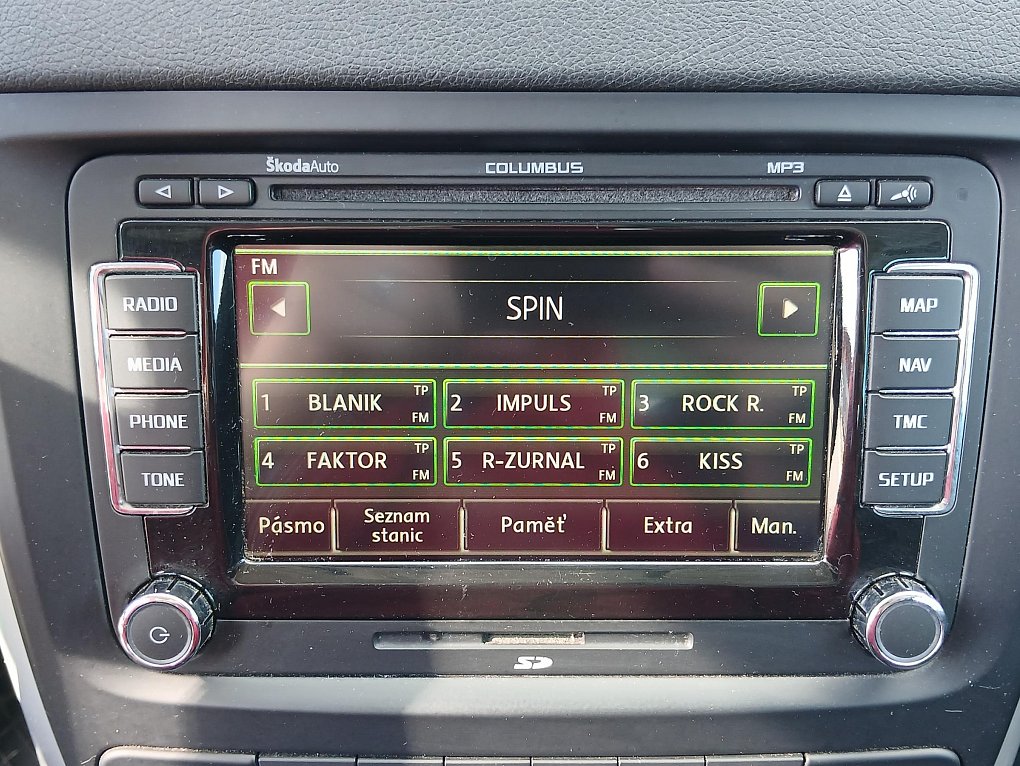 ŠkodaAuto COLUMBUS MP3
FM
SPIN
RADIO
MEDIA
PHONE
TONE
MAP
NAV
TMC
SETUP
1 BLANIK TP FM
2 IMPULS TP FM
3 ROCK R. TP FM
4 FAKTOR TP FM
5 R-ZURNAL TP FM
6 KISS TP FM
Pásmo
Seznam
stanic
Paměť
Extra
Man.
SD